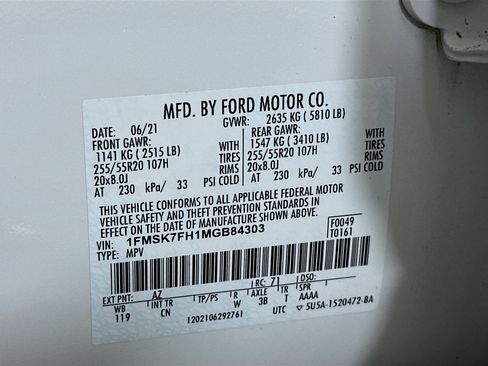 MFD. BY FORD MOTOR CO.
DATE: 06/21 GVWR: 2635 KG ( 5810 LB)
FRONT GAWR: REAR GAWR:
1141 KG ( 2515 LB) WITH 1547 KG ( 3410 LB) WITH
255/55R20 107H TIRES 255/55R20 107H TIRES
20x8.0J RIMS 20x8.0J RIMS
AT 230 kPa/ 33 PSI COLD AT 230 kPa/ 33 PSI COLD
THIS VEHICLE CONFORMS TO ALL APPLICABLE FEDERAL MOTOR
VEHICLE SAFETY AND THEFT PREVENTION STANDARDS IN
EFFECT ON THE DATE OF MANUFACTURE SHOWN ABOVE.
VIN: 1FMSK7FH1MGB84303 F0049
TYPE: MPV T0161
EXT PNT: AZ RC: 71 DSO:
WB INT TR TP/PS R AXLE TR SPR
119 CN W 3B T AAAA
1202106292761 UTC ▽ 5U5A-1520472-BA